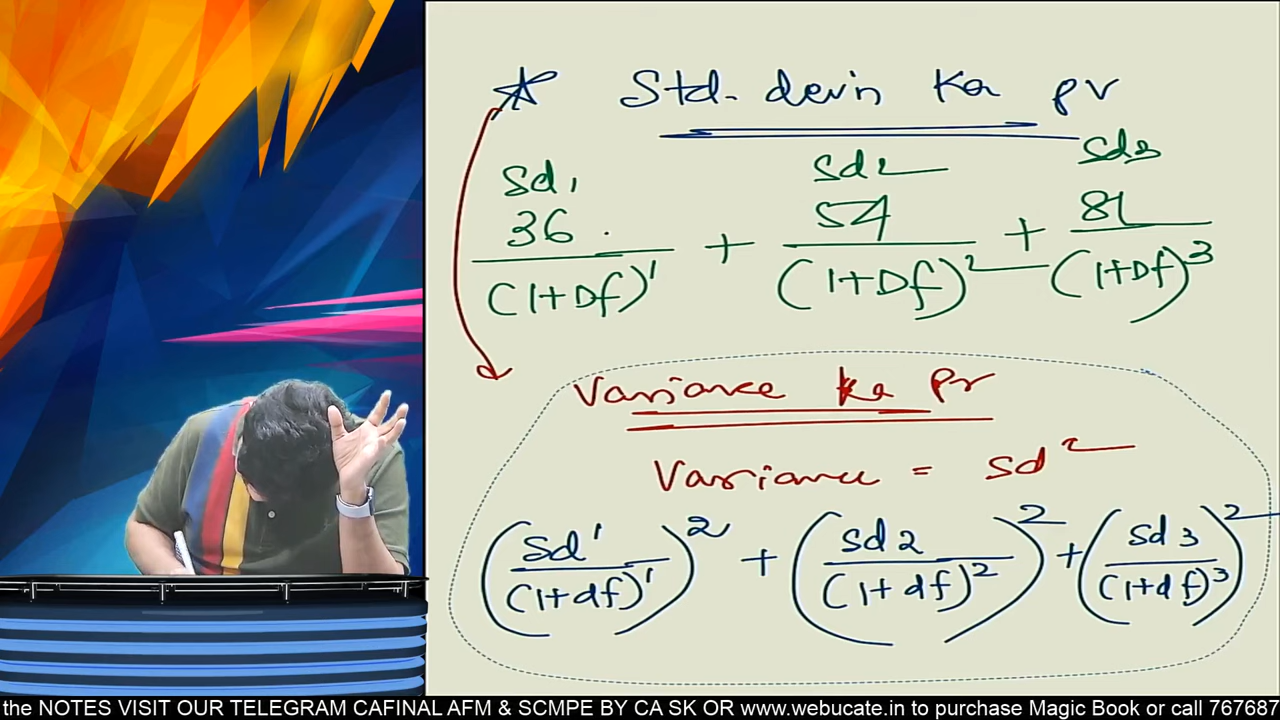 Std. devin ka pv
sd1 sd2 sd3
36 54 81
(1+Df)¹ + (1+Df)² + (1+Df)³
Variance ka Pv
Variance = sd²
(sd1/(1+df)¹)² + (sd2/(1+df)²)² + (sd3/(1+df)³)²
the NOTES VISIT OUR TELEGRAM CAFINAL AFM & SCMPE BY CA SK OR www.webucate.in to purchase Magic Book or call 767687